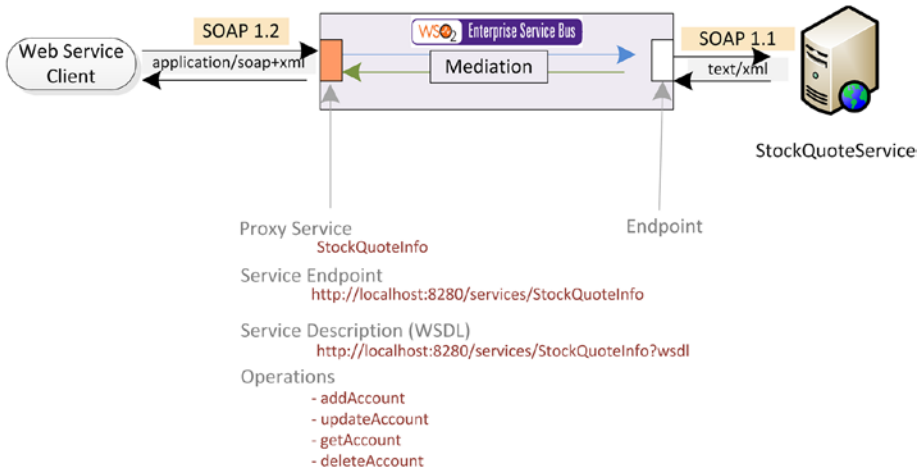 SOAP 1.2
WSO2 Enterprise Service Bus
SOAP 1.1
Web Service
Client
application/soap+xml
Mediation
text/xml
StockQuoteService
Proxy Service
StockQuoteInfo
Endpoint
Service Endpoint
http://localhost:8280/services/StockQuoteInfo
Service Description (WSDL)
http://localhost:8280/services/StockQuoteInfo?wsdl
Operations
- addAccount
- updateAccount
- getAccount
- deleteAccount